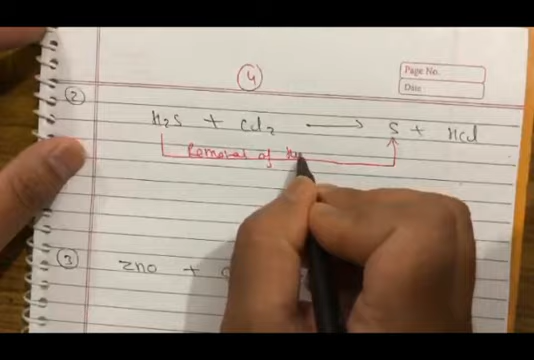 4
Page No.
Date
2 H₂S + Cl₂ → S + HCl
Removal of
3 ZnO +